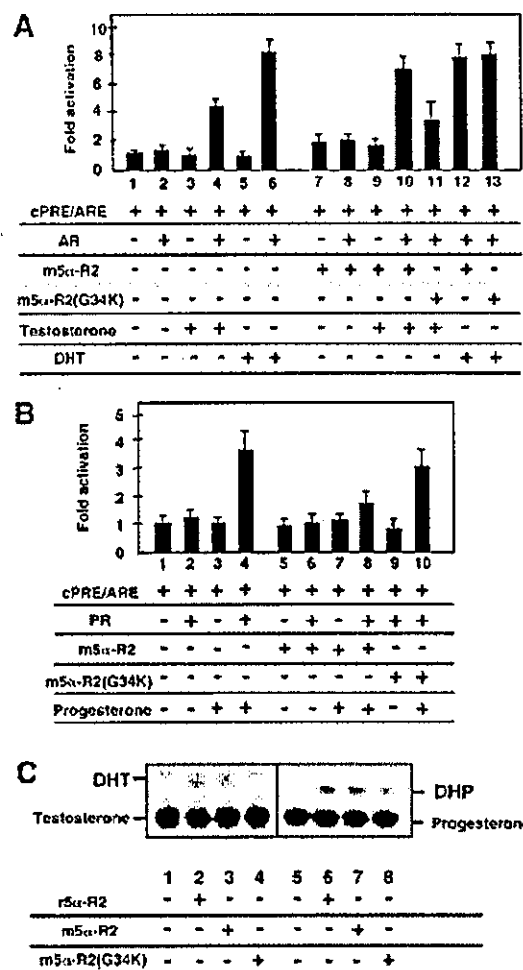 A
Fold activation
10
8
6
4
2
0
1 2 3 4 5 6 7 8 9 10 11 12 13
cPRE/ARE + + + + + + + + + + + + +
AR - + - + - + - + - + + + +
m5α-R2 - - - - - - + + + + - + -
m5α-R2(G34K) - - - - - - - - - - + - +
Testosterone - - + + - - - - + + + - -
DHT - - - - + + - - - - - + +
B
Fold activation
5
4
3
2
1
0
1 2 3 4 5 6 7 8 9 10
cPRE/ARE + + + + + + + + + +
PR - + - + - + - + + +
m5α-R2 - - - - + + + + - -
m5α-R2(G34K) - - - - - - - - + +
Progesterone - - + + - - + + - +
C
DHT
DHP
Testosterone
Progesteron
1 2 3 4 5 6 7 8
r5α-R2 - + - - - + - -
m5α-R2 - - + - - - + -
m5α-R2(G34K) - - - + - - - +